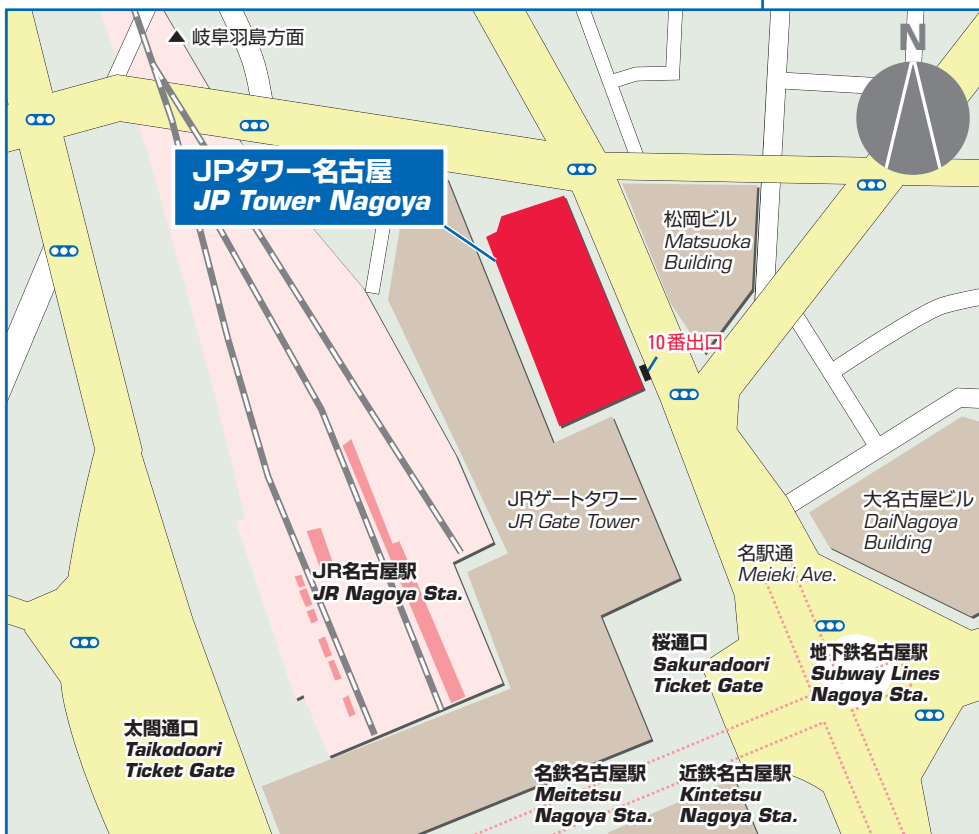 ▲ 岐阜羽島方面
N
JPタワー名古屋
JP Tower Nagoya
松岡ビル
Matsuoka
Building
10番出口
JRゲートタワー
JR Gate Tower
大名古屋ビル
DaiNagoya
Building
名駅通
Meieki Ave.
JR名古屋駅
JR Nagoya Sta.
桜通口
Sakuradoori
Ticket Gate
地下鉄名古屋駅
Subway Lines
Nagoya Sta.
太閤通口
Taikodoori
Ticket Gate
名鉄名古屋駅
Meitetsu
Nagoya Sta.
近鉄名古屋駅
Kintetsu
Nagoya Sta.